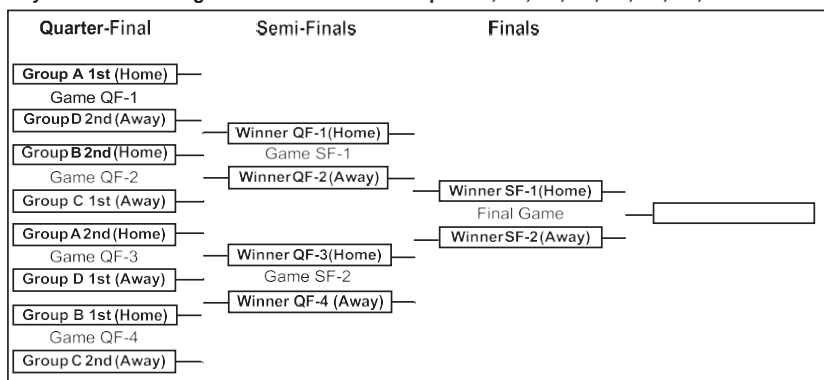 Quarter-Final Semi-Finals Finals
Group A 1st (Home)
Game QF-1
Group D 2nd (Away)
Winner QF-1(Home)
Group B 2nd (Home)
Game SF-1
Game QF-2
Winner QF-2 (Away)
Group C 1st (Away)
Winner SF-1(Home)
Final Game
Group A 2nd (Home)
Winner SF-2 (Away)
Game QF-3
Winner QF-3(Home)
Group D 1st (Away)
Game SF-2
Winner QF-4 (Away)
Group B 1st (Home)
Game QF-4
Group C 2nd (Away)